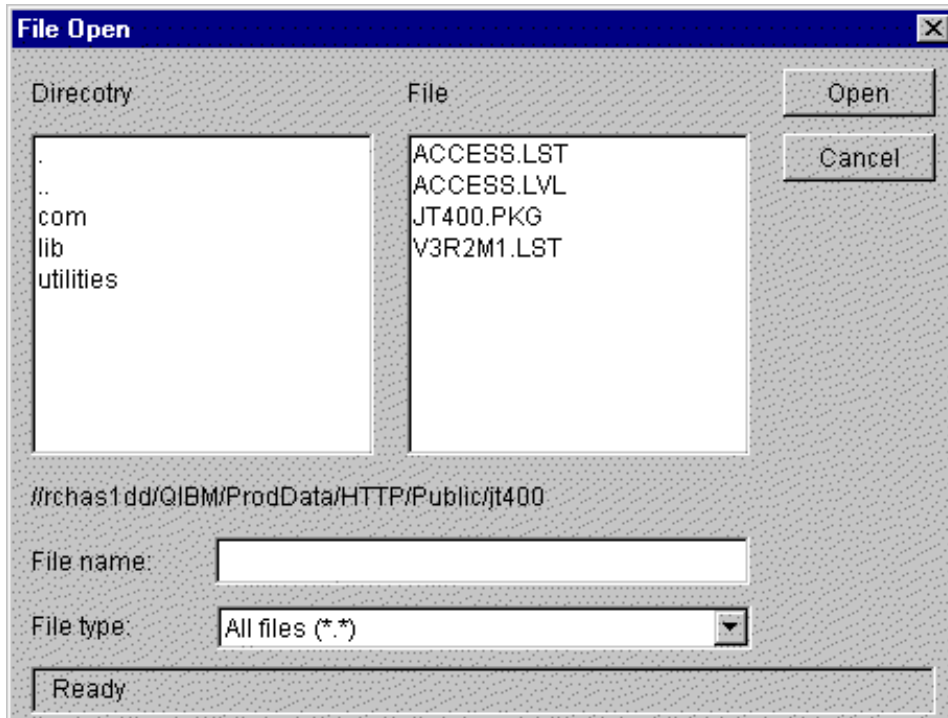 File Open
Direcotry
File
Open
Cancel
.
..
com
lib
utilities
ACCESS.LST
ACCESS.LVL
JT400.PKG
V3R2M1.LST
//rchas1dd/QIBM/ProdData/HTTP/Public/jt400
File name:
File type:
All files (*.*)
Ready